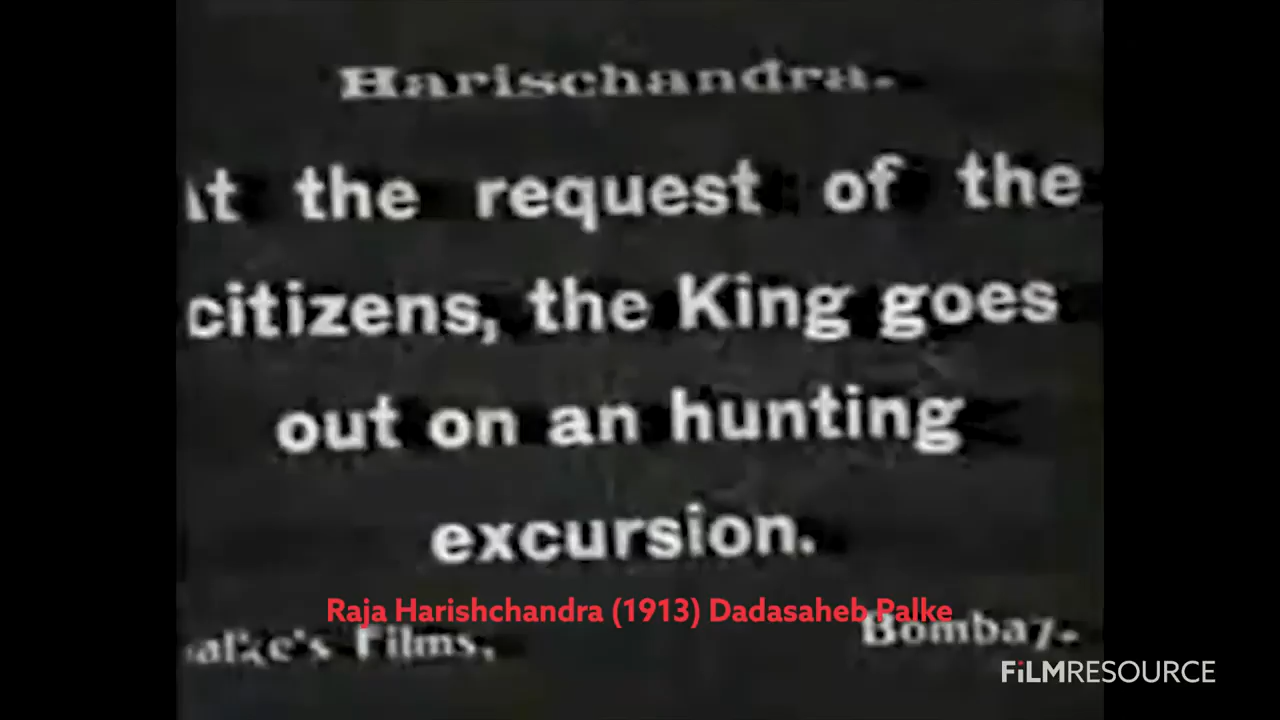 Harischandra.
At the request of the
citizens, the King goes
out on an hunting
excursion.
Raja Harishchandra (1913) Dadasaheb Palke
Films, Bombay.
FiLMRESOURCE